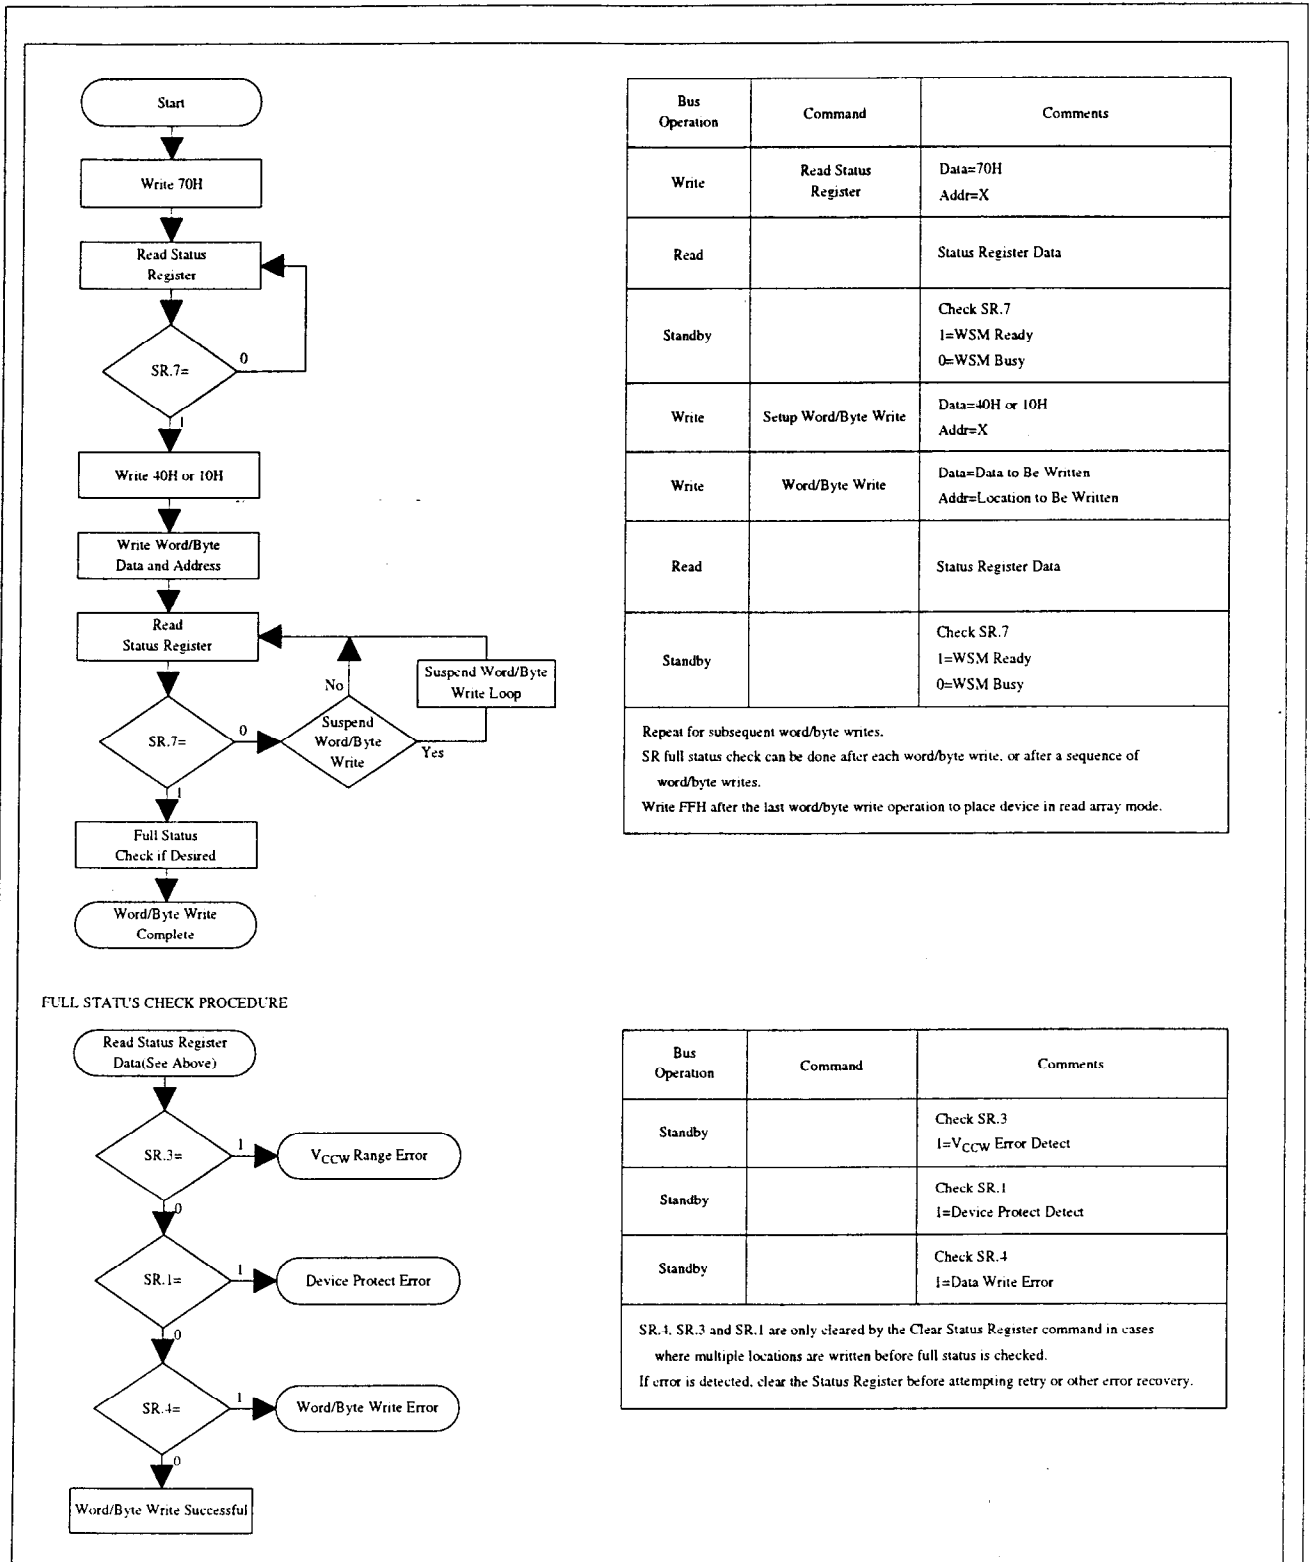 Start
Write 70H
Read Status
Register
SR.7=
0
1
Write 40H or 10H
Write Word/Byte
Data and Address
Read
Status Register
SR.7=
0
1
No
Suspend
Word/Byte
Write
Yes
Suspend Word/Byte
Write Loop
Full Status
Check if Desired
Word/Byte Write
Complete
Bus
Operation
Command
Comments
Write
Read Status
Register
Data=70H
Addr=X
Read
Status Register Data
Standby
Check SR.7
1=WSM Ready
0=WSM Busy
Write
Setup Word/Byte Write
Data=40H or 10H
Addr=X
Write
Word/Byte Write
Data=Data to Be Written
Addr=Location to Be Written
Read
Status Register Data
Standby
Check SR.7
1=WSM Ready
0=WSM Busy
Repeat for subsequent word/byte writes.
SR full status check can be done after each word/byte write, or after a sequence of
word/byte writes.
Write FFH after the last word/byte write operation to place device in read array mode.
FULL STATUS CHECK PROCEDURE
Read Status Register
Data(See Above)
SR.3=
1
VCCW Range Error
0
SR.1=
1
Device Protect Error
0
SR.4=
1
Word/Byte Write Error
0
Word/Byte Write Successful
Bus
Operation
Command
Comments
Standby
Check SR.3
1=VCCW Error Detect
Standby
Check SR.1
1=Device Protect Detect
Standby
Check SR.4
1=Data Write Error
SR.4, SR.3 and SR.1 are only cleared by the Clear Status Register command in cases
where multiple locations are written before full status is checked.
If error is detected, clear the Status Register before attempting retry or other error recovery.